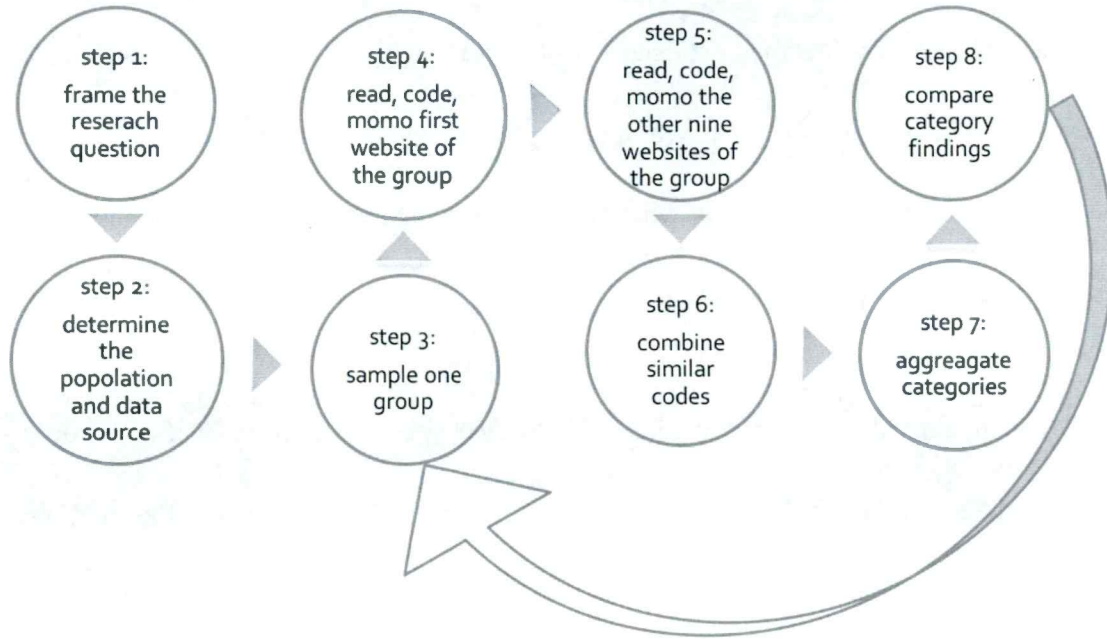 step 1:
frame the
reserach
question
step 2:
determine
the
popolation
and data
source
step 3:
sample one
group
step 4:
read, code,
momo first
website of
the group
step 5:
read, code,
momo the
other nine
websites of
the group
step 6:
combine
similar
codes
step 7:
aggreagate
categories
step 8:
compare
category
findings